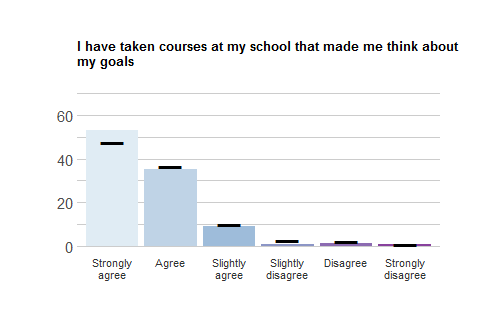 I have taken courses at my school that made me think about
my goals
60
40
20
0
Strongly
agree
Agree
Slightly
agree
Slightly
disagree
Disagree
Strongly
disagree